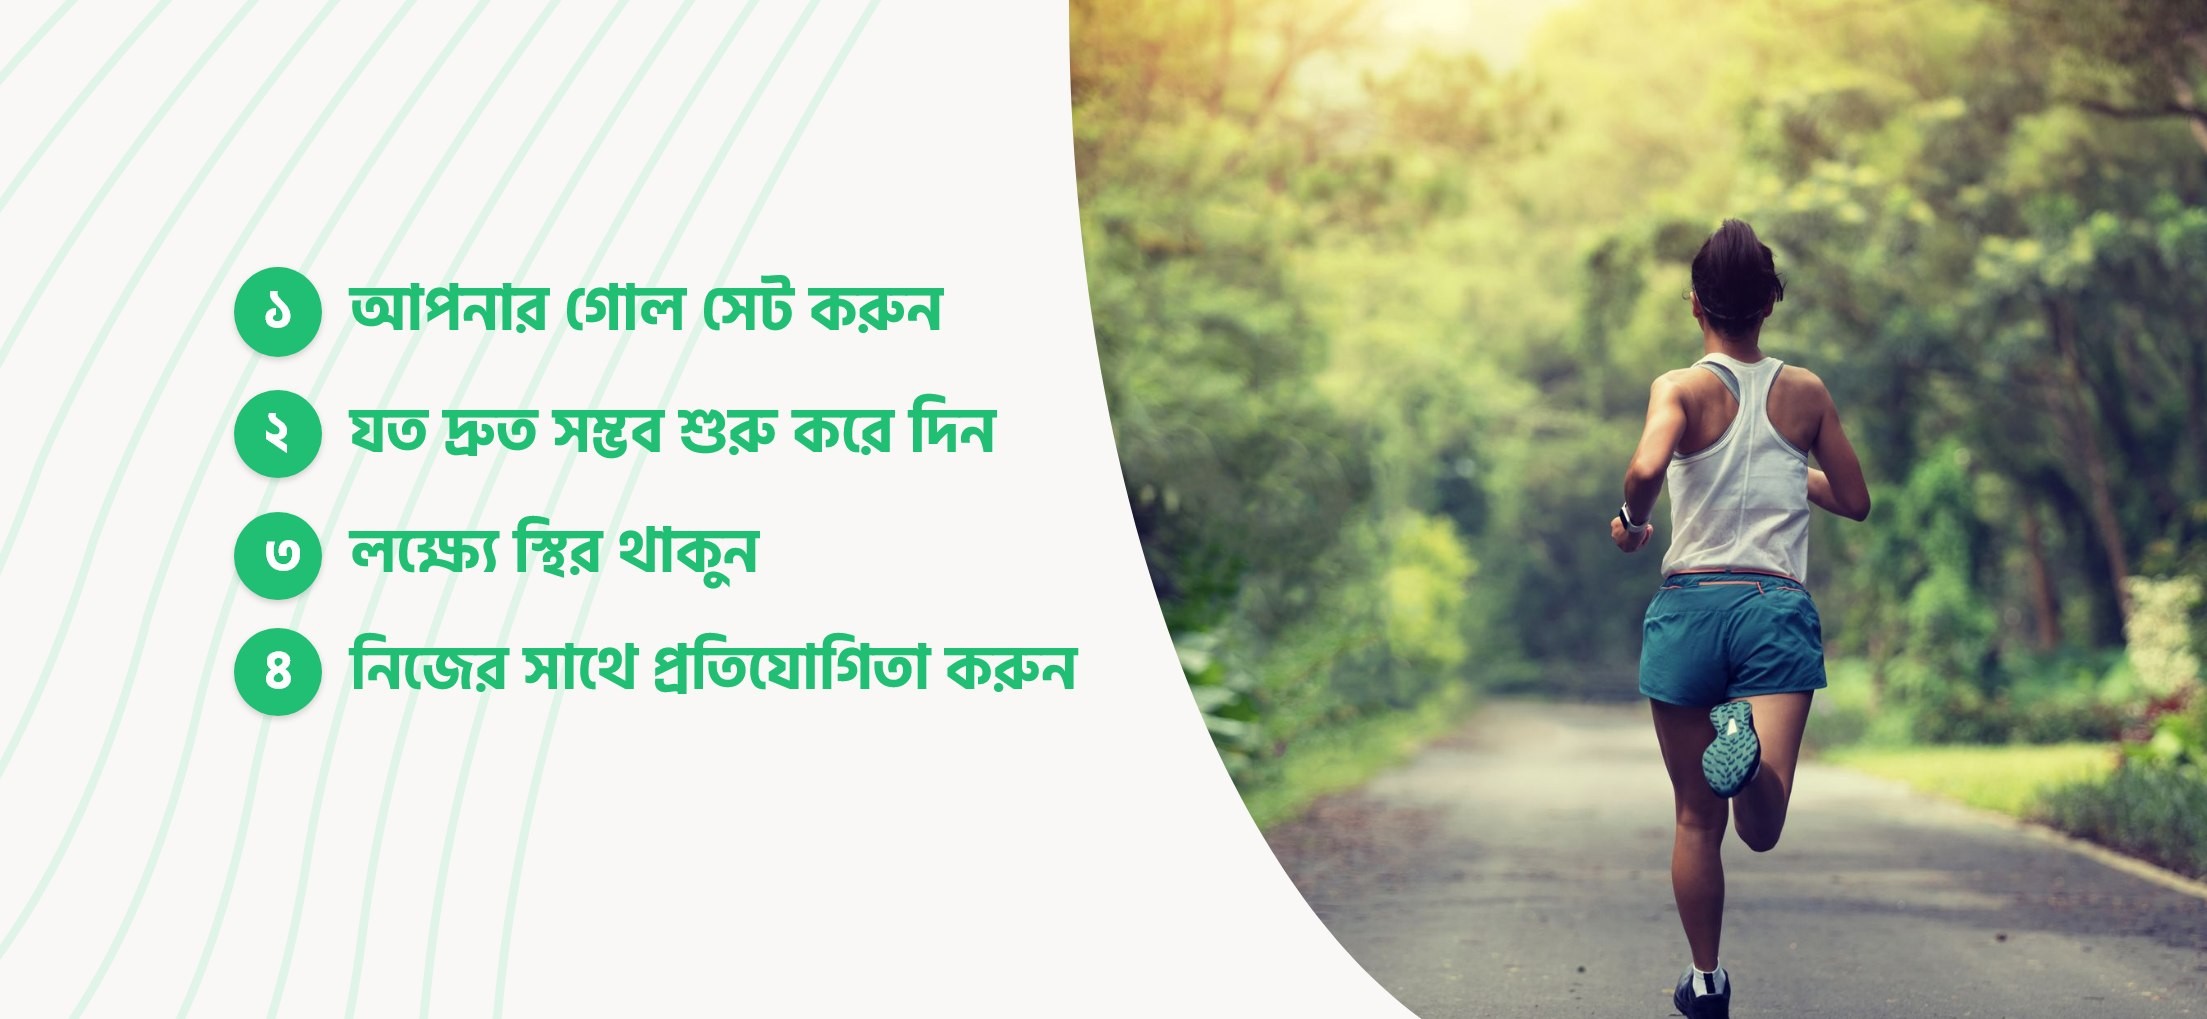 ১ আপনার গোল সেট করুন
২ যত দ্রুত সম্ভব শুরু করে দিন
৩ লক্ষ্যে স্থির থাকুন
৪ নিজের সাথে প্রতিযোগিতা করুন